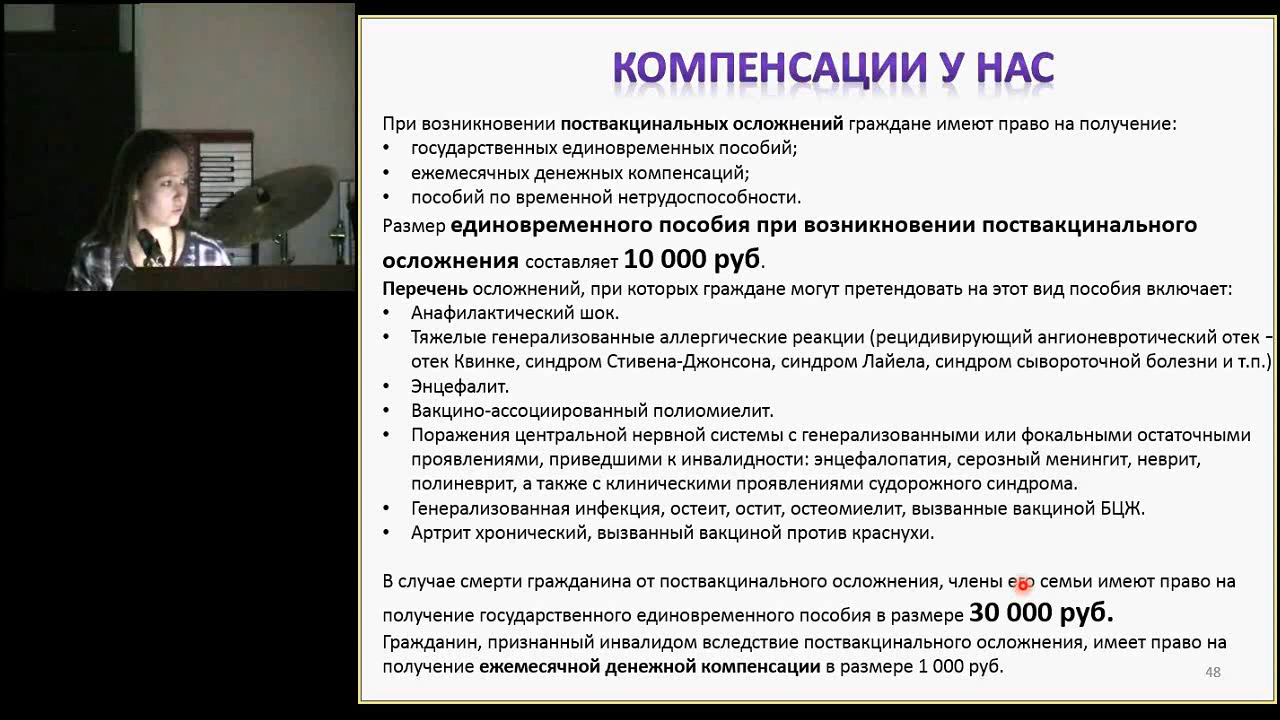 КОМПЕНСАЦИИ У НАС
При возникновении поствакцинальных осложнений граждане имеют право на получение:
• государственных единовременных пособий;
• ежемесячных денежных компенсаций;
• пособий по временной нетрудоспособности.
Размер единовременного пособия при возникновении поствакцинального
осложнения составляет 10 000 руб.
Перечень осложнений, при которых граждане могут претендовать на этот вид пособия включает:
• Анафилактический шок.
• Тяжелые генерализованные аллергические реакции (рецидивирующий ангионевротический отек –
отек Квинке, синдром Стивена-Джонсона, синдром Лайела, синдром сывороточной болезни и т.п.)
• Энцефалит.
• Вакцино-ассоциированный полиомиелит.
• Поражения центральной нервной системы с генерализованными или фокальными остаточными
проявлениями, приведшими к инвалидности: энцефалопатия, серозный менингит, неврит,
полиневрит, а также с клиническими проявлениями судорожного синдрома.
• Генерализованная инфекция, остеит, остит, остеомиелит, вызванные вакциной БЦЖ.
• Артрит хронический, вызванный вакциной против краснухи.
В случае смерти гражданина от поствакцинального осложнения, члены его семьи имеют право на
получение государственного единовременного пособия в размере 30 000 руб.
Гражданин, признанный инвалидом вследствие поствакцинального осложнения, имеет право на
получение ежемесячной денежной компенсации в размере 1 000 руб.
48